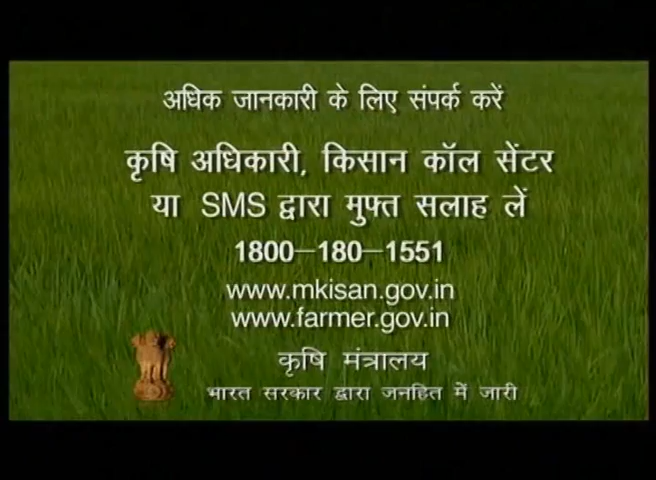 अधिक जानकारी के लिए संपर्क करें
कृषि अधिकारी, किसान कॉल सेंटर
या SMS द्वारा मुफ्त सलाह लें
1800-180-1551
www.mkisan.gov.in
www.farmer.gov.in
कृषि मंत्रालय
भारत सरकार द्वारा जनहित में जारी